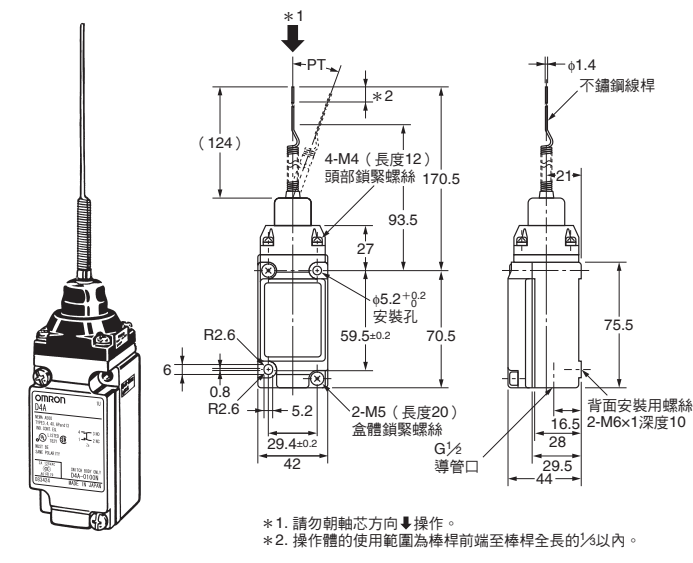 ＊1
PT
＊2
(124)
4-M4（長度12）
頭部鎖緊螺絲
170.5
93.5
27
φ5.2 +0.2 0
安裝孔
R2.6
59.5±0.2
70.5
6
0.8
R2.6
5.2
2-M5（長度20）
盒體鎖緊螺絲
29.4±0.2
42
φ1.4
不鏽鋼線桿
21
75.5
背面安裝用螺絲
2-M6×1深度10
16.5
G½
導管口
28
29.5
44
OMRON
D4A
D4A-0100N
MADE IN JAPAN
＊1. 請勿朝軸芯方向⬇操作。
＊2. 操作體的使用範圍為棒桿前端至棒桿全長的⅓以內。